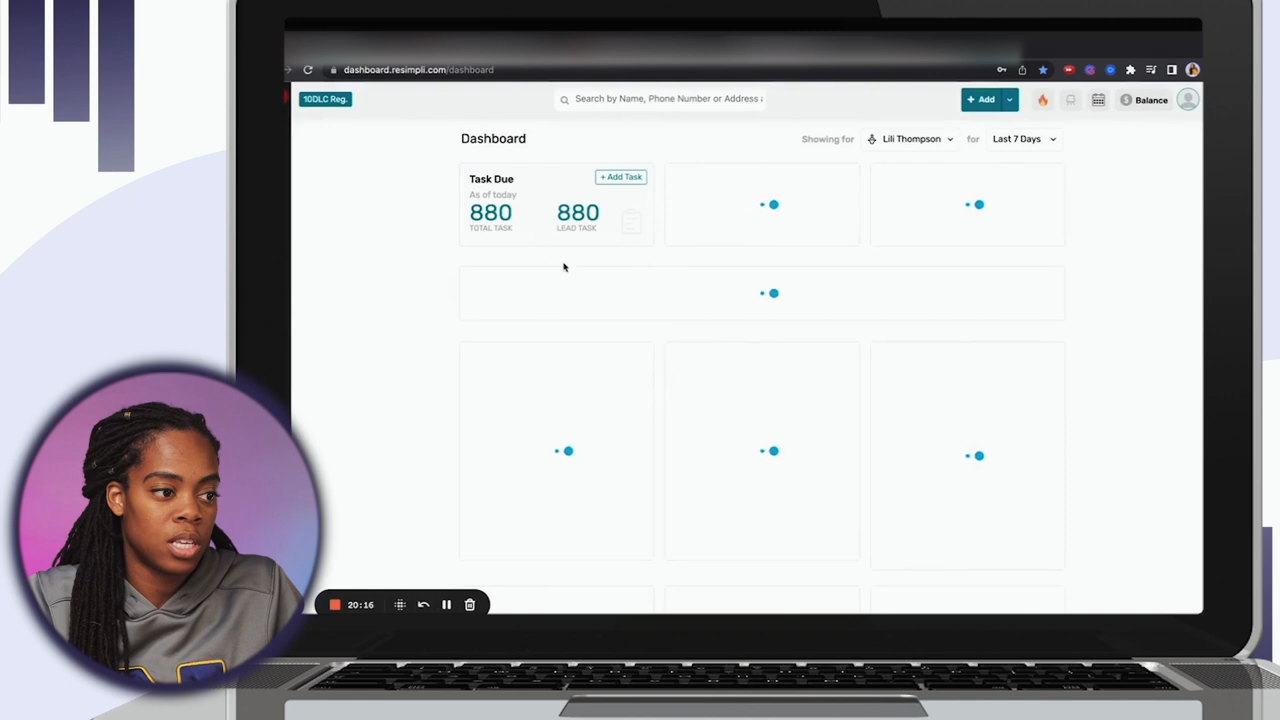 dashboard.resimpli.com/dashboard
10DLC Reg.
Search by Name, Phone Number or Address
+ Add
$ Balance
Dashboard
Showing for
Lili Thompson
for
Last 7 Days
Task Due
+ Add Task
As of today
880
880
TOTAL TASK
LEAD TASK
20:16